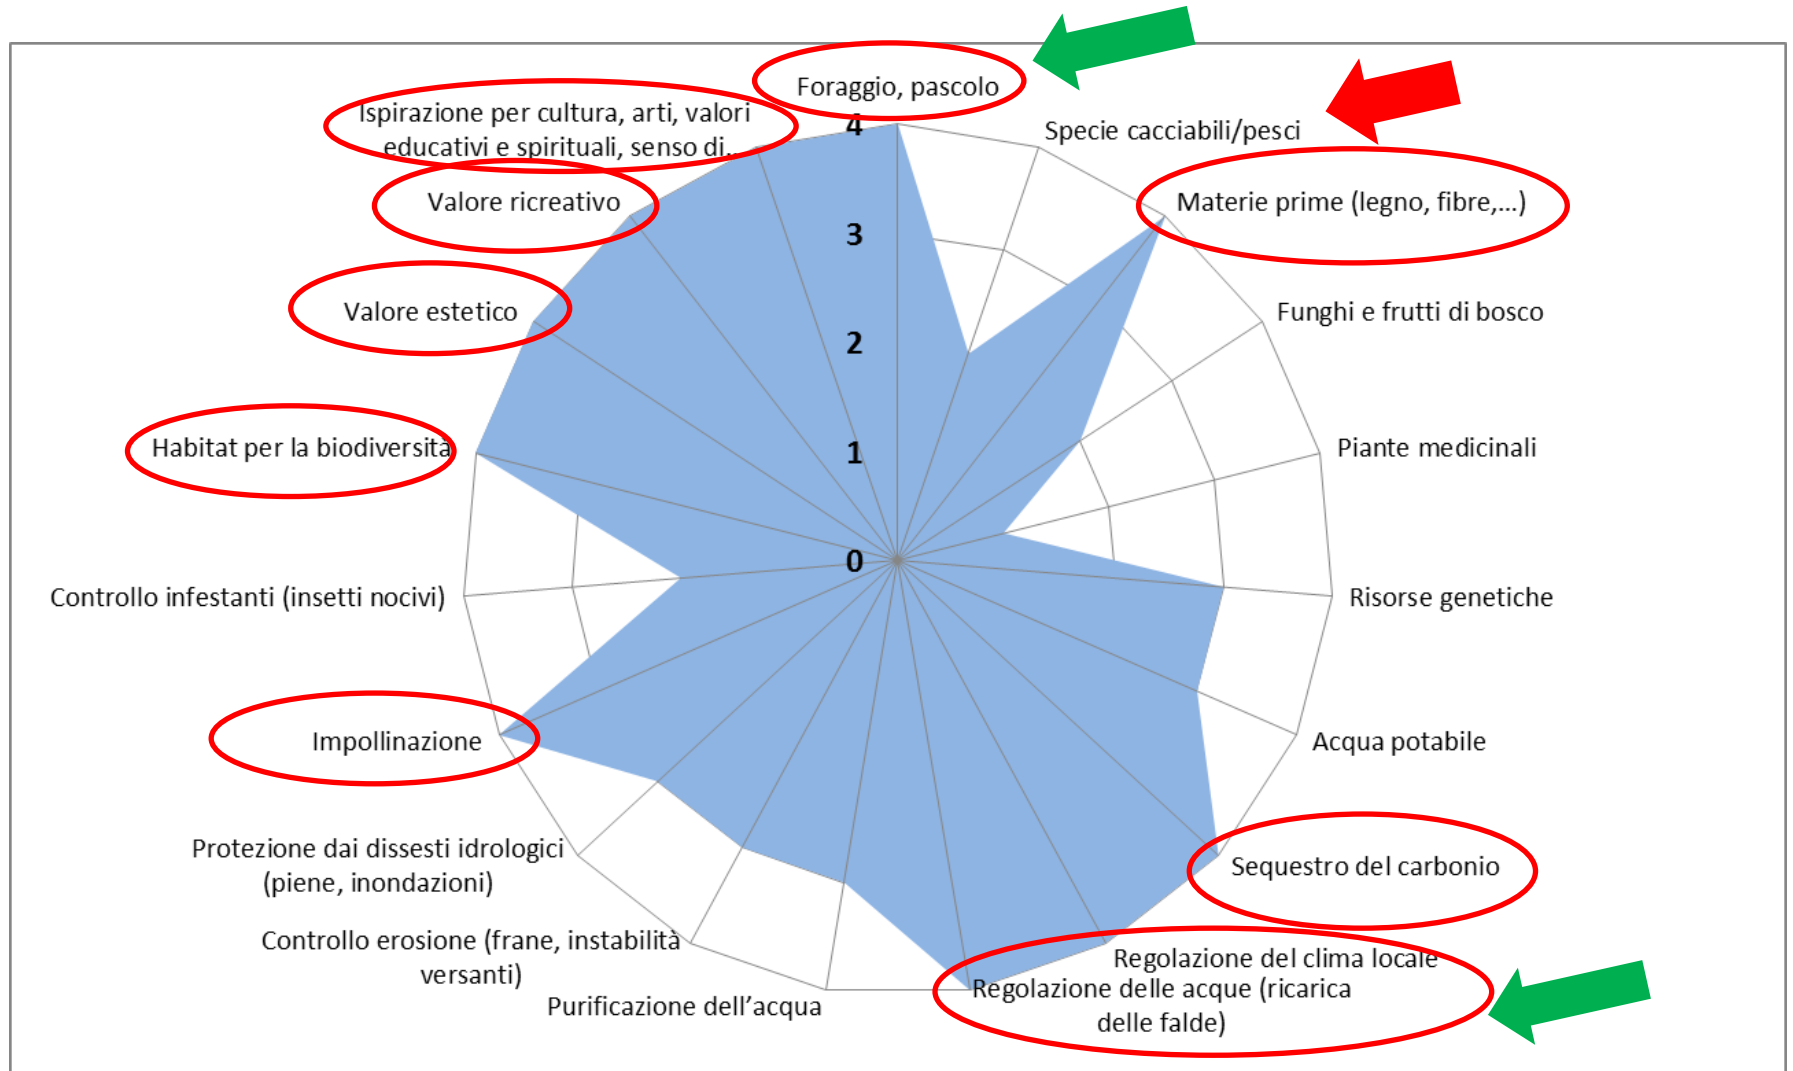 Foraggio, pascolo
Ispirazione per cultura, arti, valori
educativi e spirituali, senso di...
4
Specie cacciabili/pesci
Valore ricreativo
Materie prime (legno, fibre,...)
3
Valore estetico
Funghi e frutti di bosco
2
Habitat per la biodiversità
1
Piante medicinali
0
Controllo infestanti (insetti nocivi)
Risorse genetiche
Impollinazione
Acqua potabile
Protezione dai dissesti idrologici
(piene, inondazioni)
Sequestro del carbonio
Controllo erosione (frane, instabilità
versanti)
Regolazione del clima locale
Regolazione delle acque (ricarica
delle falde)
Purificazione dell’acqua